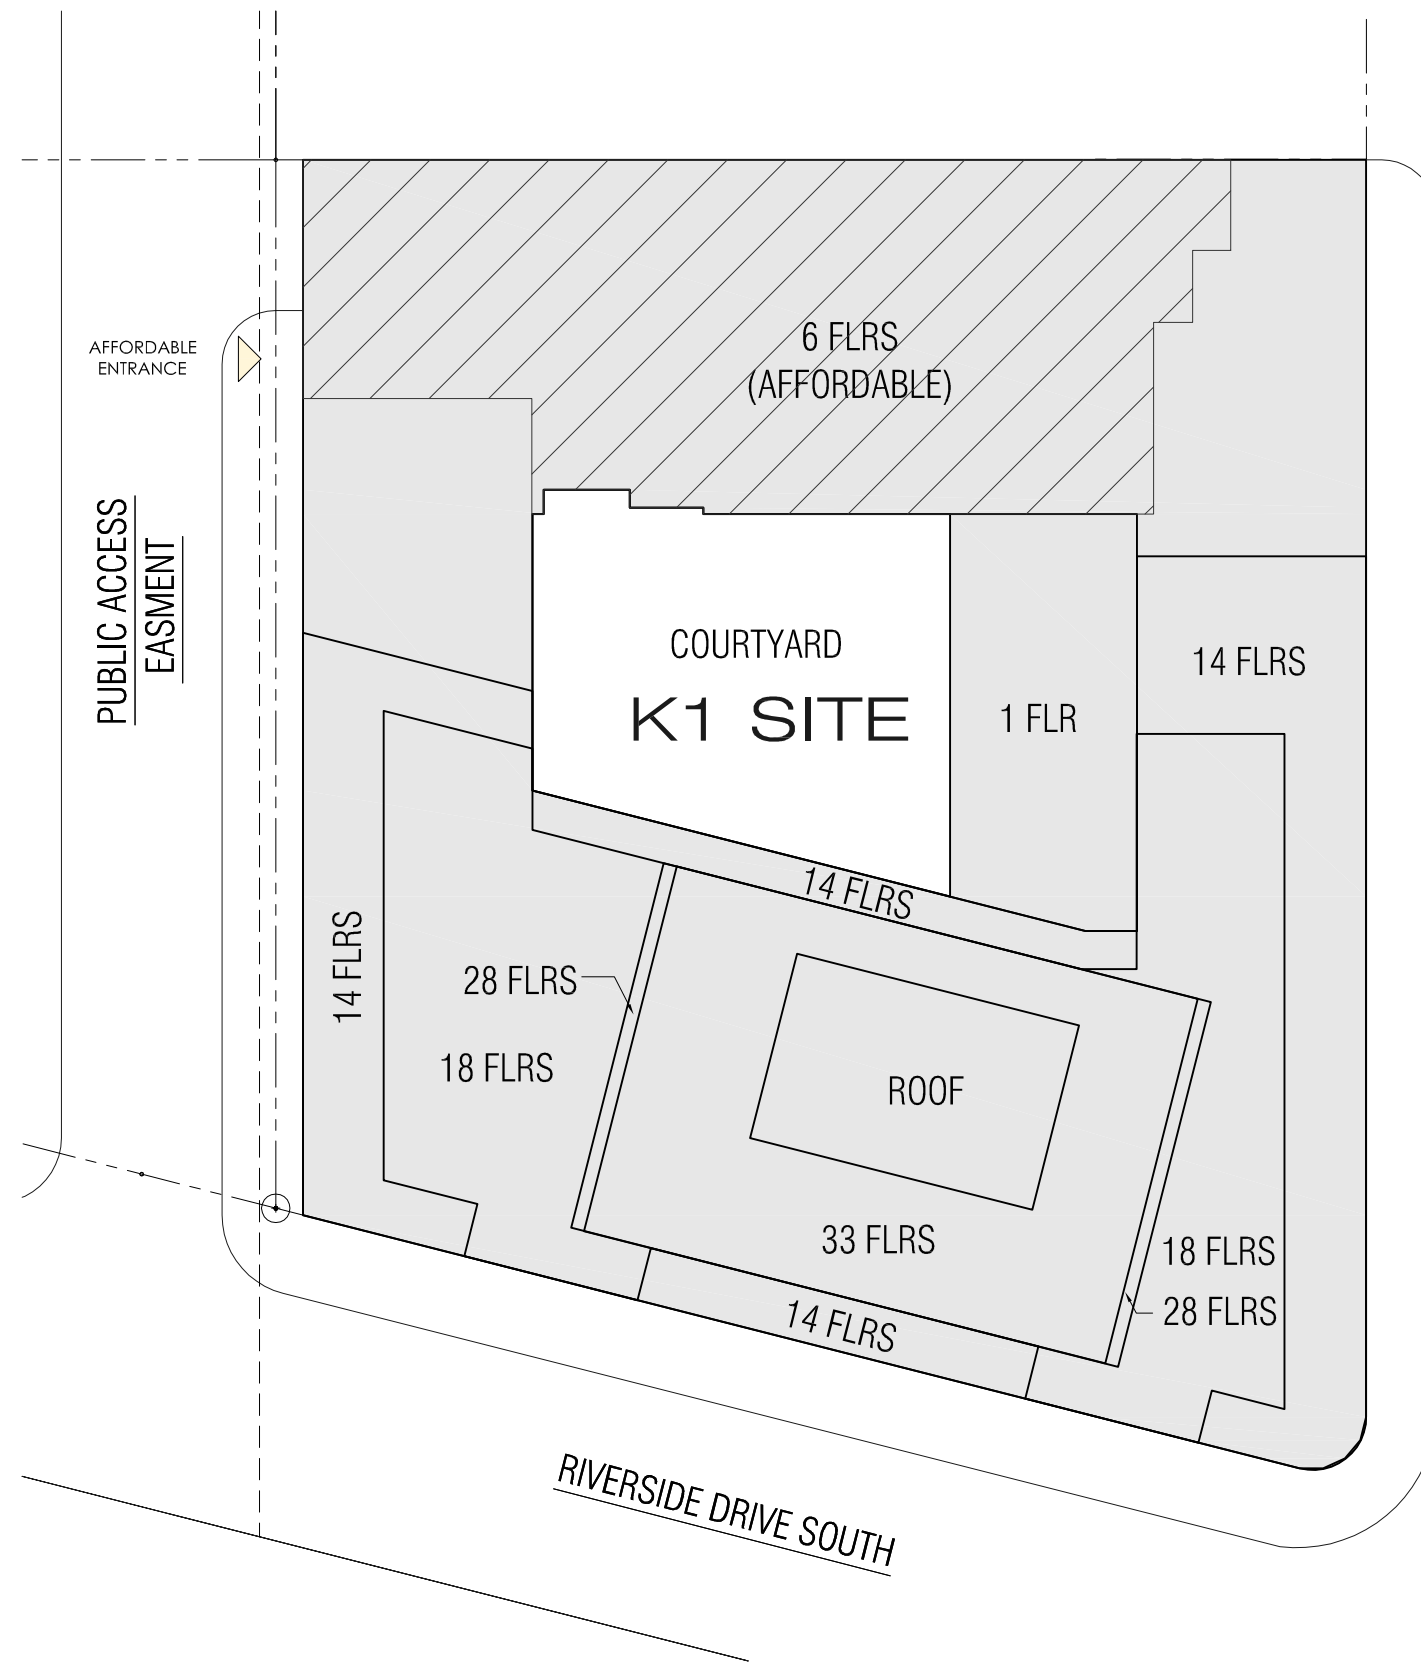 6 FLRS
(AFFORDABLE)
AFFORDABLE
ENTRANCE
PUBLIC ACCESS
EASMENT
COURTYARD
K1 SITE
1 FLR
14 FLRS
14 FLRS
14 FLRS
28 FLRS
18 FLRS
ROOF
33 FLRS
18 FLRS
28 FLRS
14 FLRS
RIVERSIDE DRIVE SOUTH